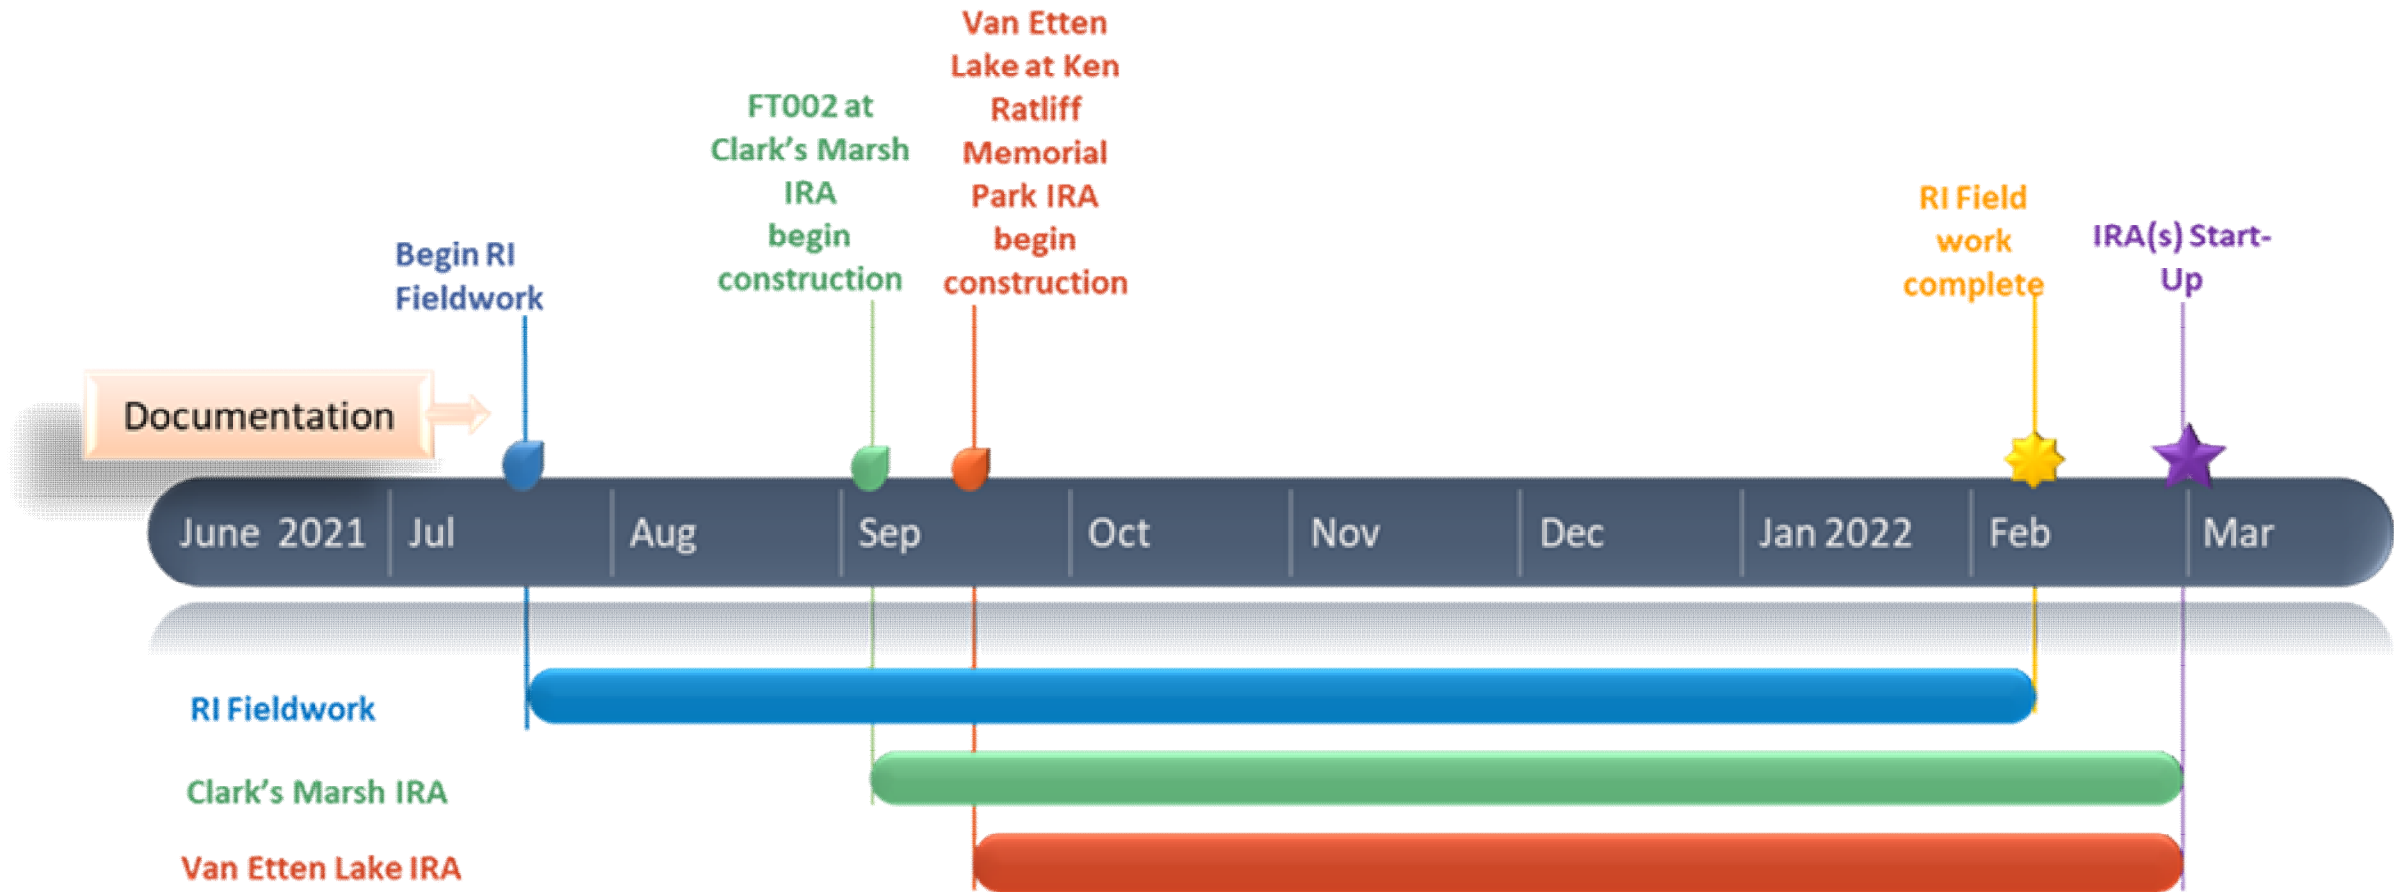 Van Etten
Lake at Ken
Ratliff
Memorial
Park IRA
begin
construction
FT002 at
Clark's Marsh
IRA
begin
construction
Begin RI
Fieldwork
RI Field
work
complete
IRA(s) Start-
Up
Documentation
June 2021
Jul
Aug
Sep
Oct
Nov
Dec
Jan 2022
Feb
Mar
RI Fieldwork
Clark's Marsh IRA
Van Etten Lake IRA